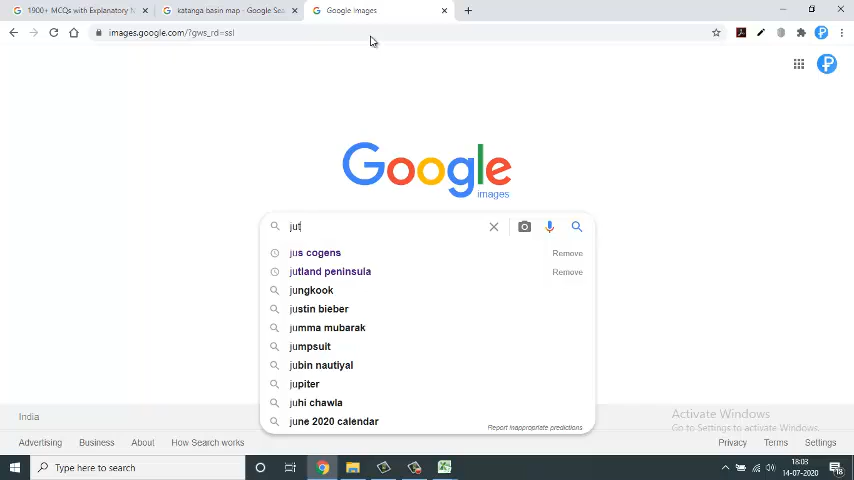 1900+ MCQs with Explanatory N
katanga basin map - Google Sea
Google Images
images.google.com/?gws_rd=ssl
Google
images
jut
jus cogens Remove
jutland peninsula Remove
jungkook
justin bieber
jumma mubarak
jumpsuit
jubin nautiyal
jupiter
juhi chawla
june 2020 calendar
Report inappropriate predictions
India
Activate Windows
Go to Settings to activate Windows.
Advertising Business About How Search works Privacy Terms Settings
Type here to search
18:03
14-07-2020
18